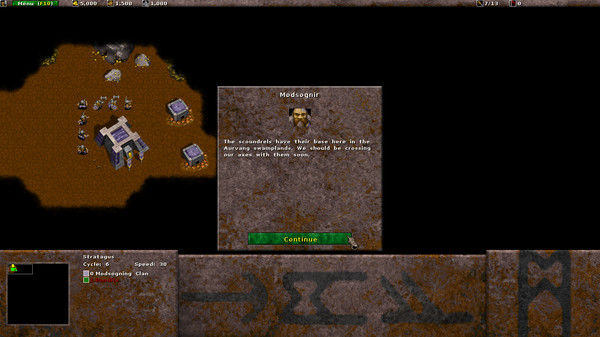 Menu (F10) 5,000 1,500 1,000 7/13 0
Modsognir
The scoundrels have their base here in the
Aurvang swamplands. We should be crossing
our axes with them soon.
Continue
Stratagus
Cycle: 6 Speed: 30
0 Modsogning Clan